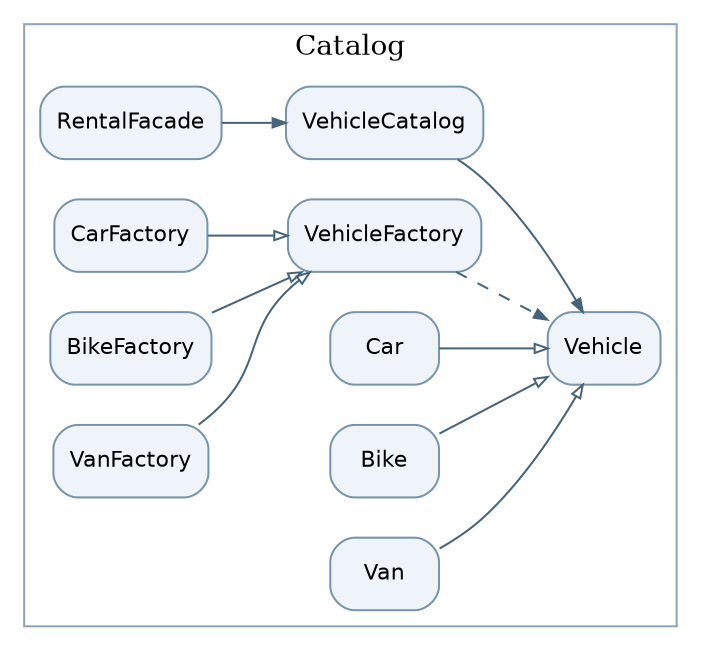 Catalog
RentalFacade
VehicleCatalog
CarFactory
VehicleFactory
BikeFactory
Car
Vehicle
VanFactory
Bike
Van